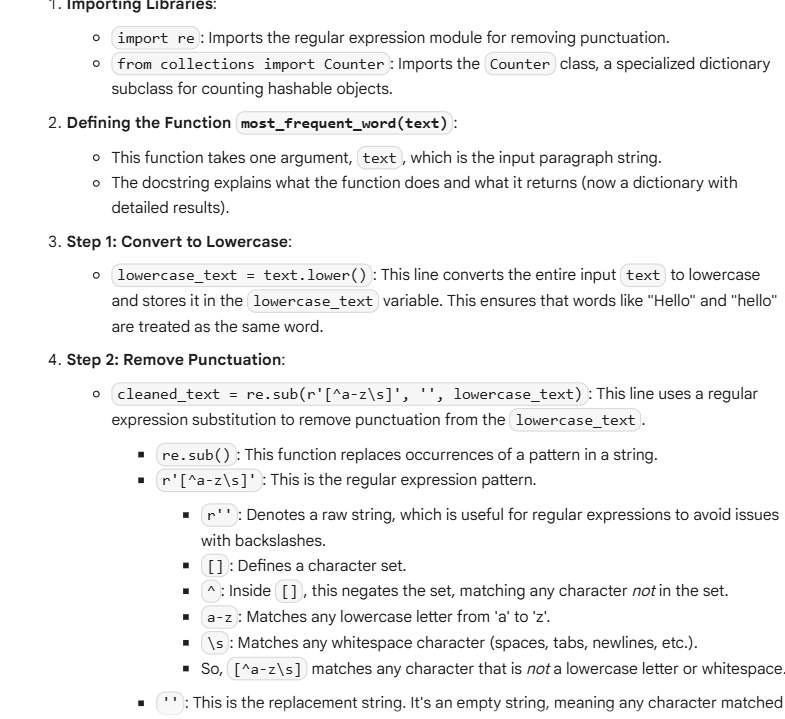 1. Importing Libraries:
import re: Imports the regular expression module for removing punctuation.
from collections import Counter: Imports the Counter class, a specialized dictionary
subclass for counting hashable objects.
2. Defining the Function most_frequent_word(text):
This function takes one argument, text, which is the input paragraph string.
The docstring explains what the function does and what it returns (now a dictionary with
detailed results).
3. Step 1: Convert to Lowercase:
lowercase_text = text.lower(): This line converts the entire input text to lowercase
and stores it in the lowercase_text variable. This ensures that words like "Hello" and "hello"
are treated as the same word.
4. Step 2: Remove Punctuation:
cleaned_text = re.sub(r'[^a-z\s]', '', lowercase_text): This line uses a regular
expression substitution to remove punctuation from the lowercase_text.
re.sub(): This function replaces occurrences of a pattern in a string.
r'[^a-z\s]': This is the regular expression pattern.
r'': Denotes a raw string, which is useful for regular expressions to avoid issues
with backslashes.
[]: Defines a character set.
^: Inside [], this negates the set, matching any character not in the set.
a-z: Matches any lowercase letter from 'a' to 'z'.
\s: Matches any whitespace character (spaces, tabs, newlines, etc.).
So, [^a-z\s] matches any character that is not a lowercase letter or whitespace.
'': This is the replacement string. It's an empty string, meaning any character matched